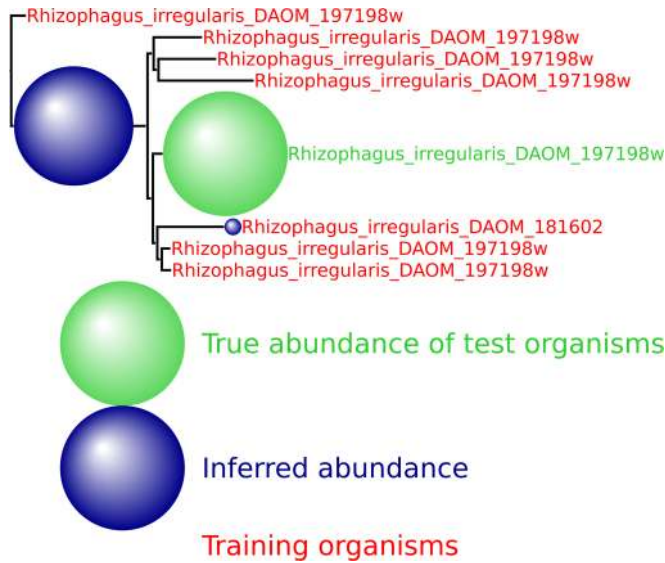 Rhizophagus_irregularis_DAOM_197198w
Rhizophagus_irregularis_DAOM_197198w
Rhizophagus_irregularis_DAOM_197198w
Rhizophagus_irregularis_DAOM_197198w
Rhizophagus_irregularis_DAOM_197198w
Rhizophagus_irregularis_DAOM_181602
Rhizophagus_irregularis_DAOM_197198w
Rhizophagus_irregularis_DAOM_197198w
True abundance of test organisms
Inferred abundance
Training organisms